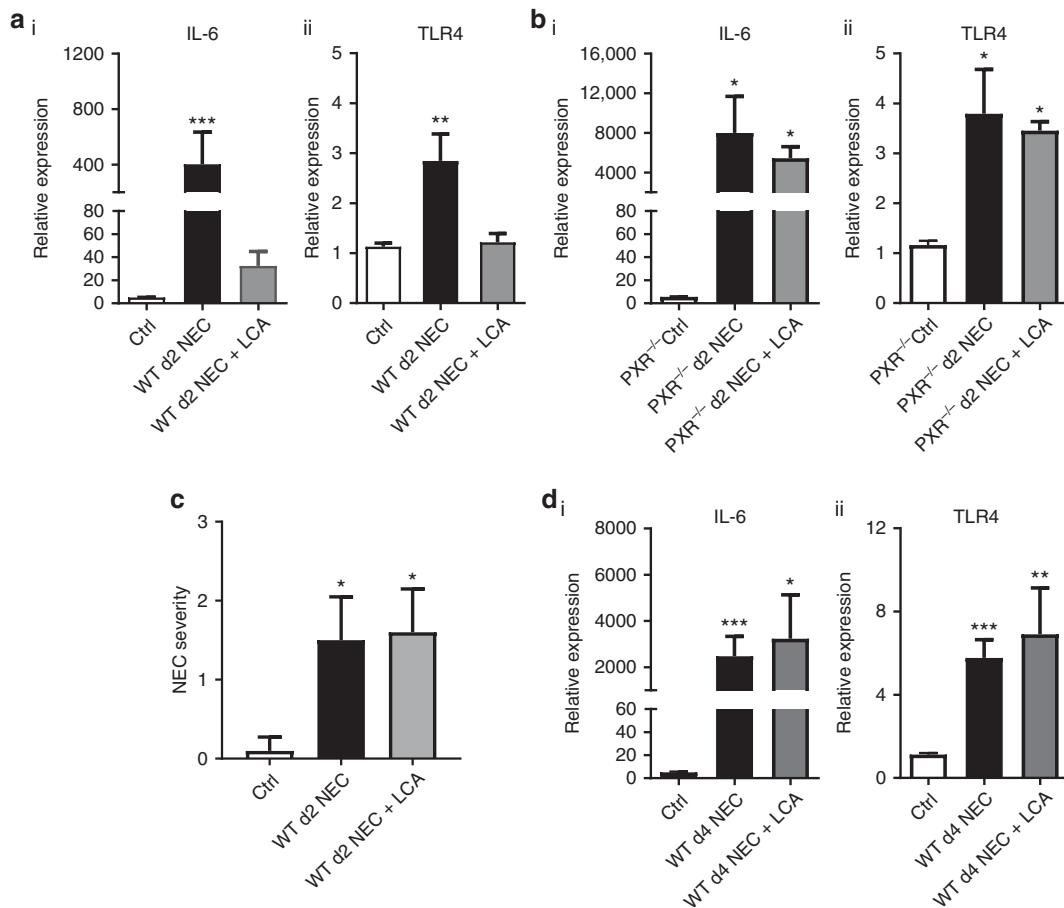 a i
IL-6
Relative expression
1200
800
400
80
60
40
20
0
***
Ctrl
WT d2 NEC
WT d2 NEC + LCA
ii
TLR4
Relative expression
5
4
3
2
1
0
**
Ctrl
WT d2 NEC
WT d2 NEC + LCA
b i
IL-6
Relative expression
16,000
12,000
8000
4000
80
60
40
20
0
*
*
PXR⁻/⁻ Ctrl
PXR⁻/⁻ d2 NEC
PXR⁻/⁻ d2 NEC + LCA
ii
TLR4
Relative expression
5
4
3
2
1
0
*
*
PXR⁻/⁻ Ctrl
PXR⁻/⁻ d2 NEC
PXR⁻/⁻ d2 NEC + LCA
c
NEC severity
3
2
1
0
*
*
Ctrl
WT d2 NEC
WT d2 NEC + LCA
d i
IL-6
Relative expression
8000
6000
4000
2000
60
40
20
0
***
*
Ctrl
WT d4 NEC
WT d4 NEC + LCA
ii
TLR4
Relative expression
12
8
4
0
***
**
Ctrl
WT d4 NEC
WT d4 NEC + LCA